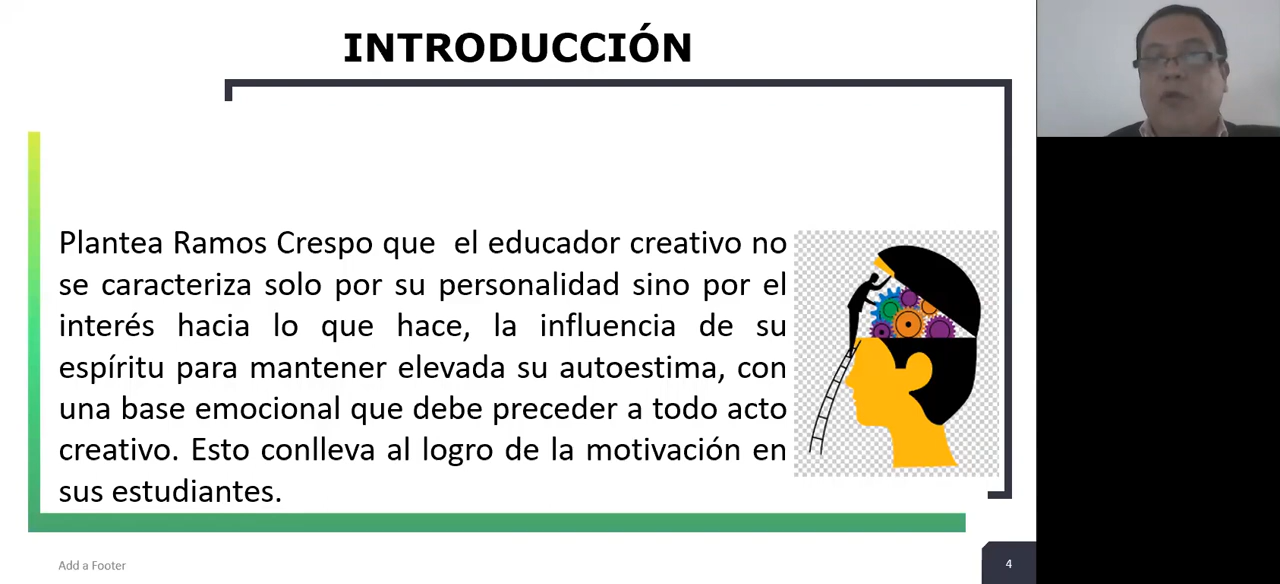 INTRODUCCIÓN
Plantea Ramos Crespo que el educador creativo no
se caracteriza solo por su personalidad sino por el
interés hacia lo que hace, la influencia de su
espíritu para mantener elevada su autoestima, con
una base emocional que debe preceder a todo acto
creativo. Esto conlleva al logro de la motivación en
sus estudiantes.
Add a Footer
4